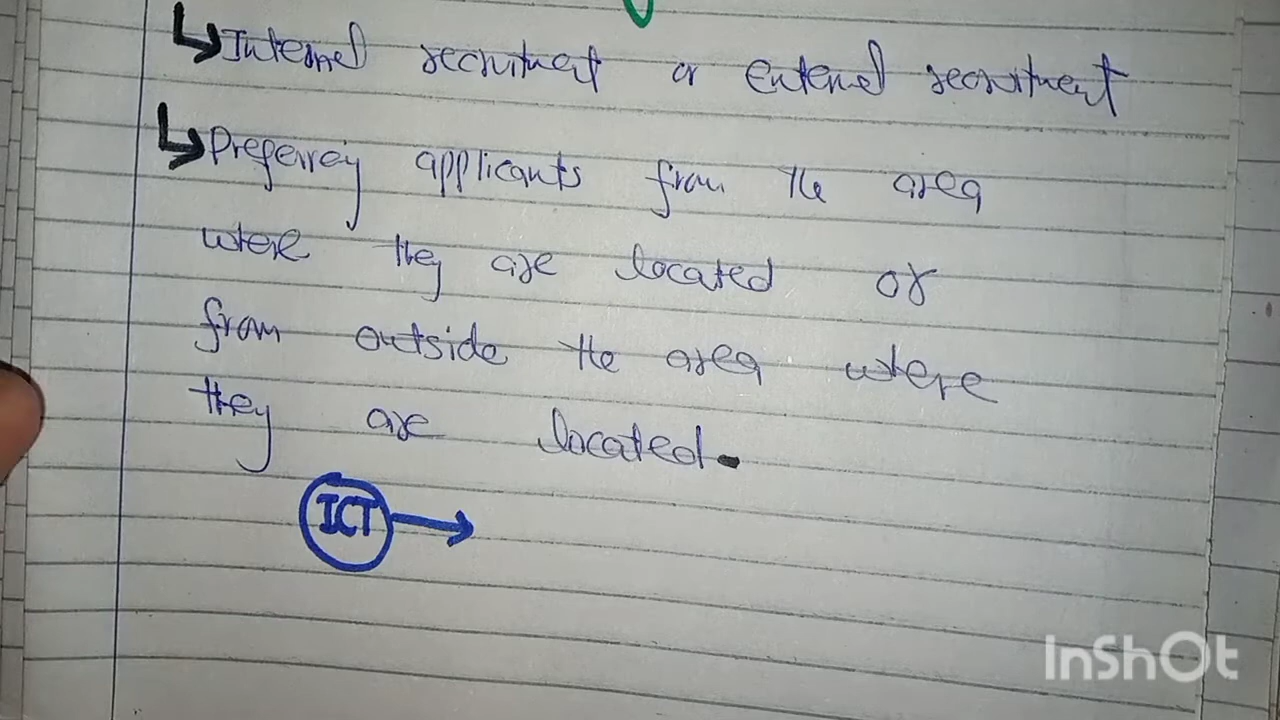 Internal recruitment or external recruitment
Preferring applicants from the area
where they are located or
from outside the area where
they are located.
ICT
InShOt